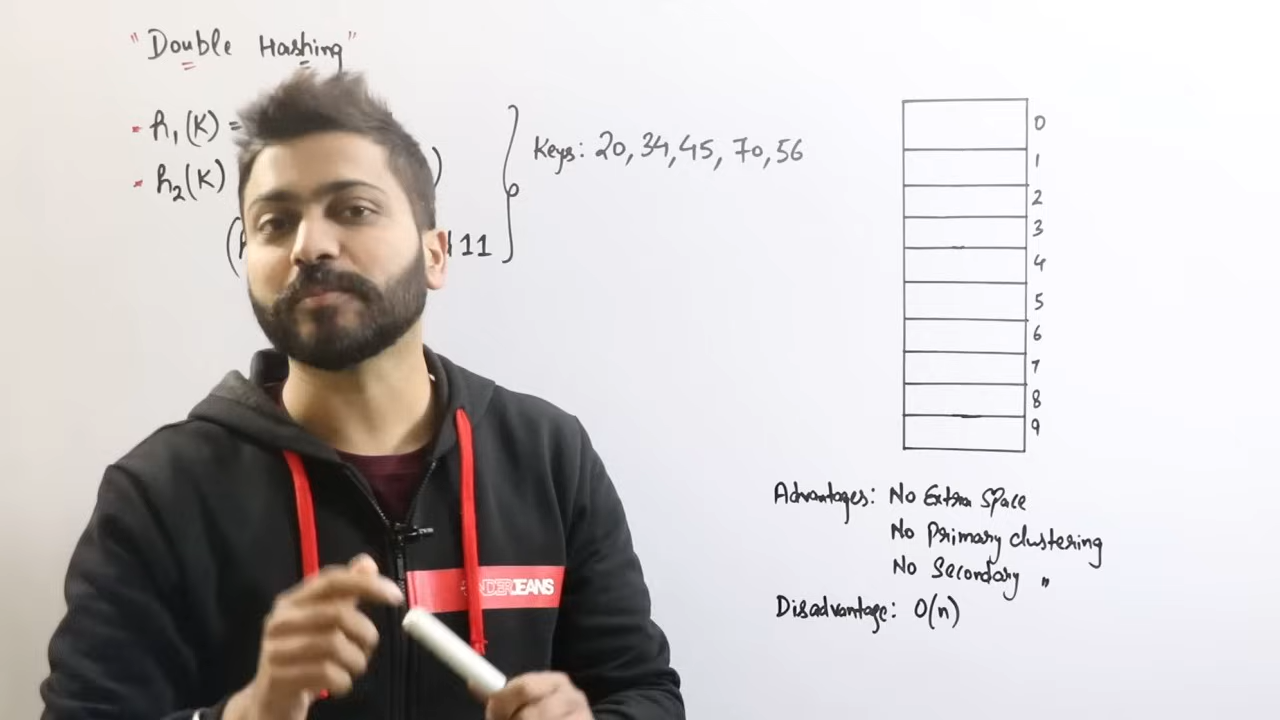 "Double Hashing"
h₁(K) =
h₂(K) )
( 11
Keys: 20, 34, 45, 70, 56
0
1
2
3
4
5
6
7
8
9
Advantages: No Extra Space
No Primary clustering
No Secondary "
Disadvantage: O(n)
JEANS